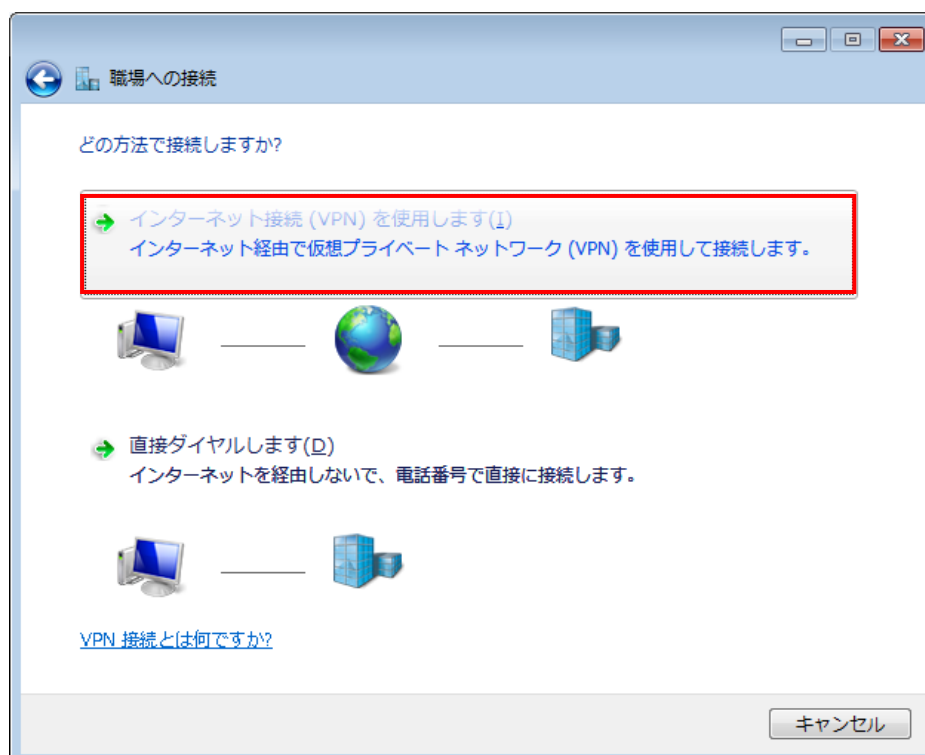 職場への接続
どの方法で接続しますか?
インターネット接続 (VPN) を使用します(I)
インターネット経由で仮想プライベート ネットワーク (VPN) を使用して接続します。
直接ダイヤルします(D)
インターネットを経由しないで、電話番号で直接に接続します。
VPN 接続とは何ですか?
キャンセル